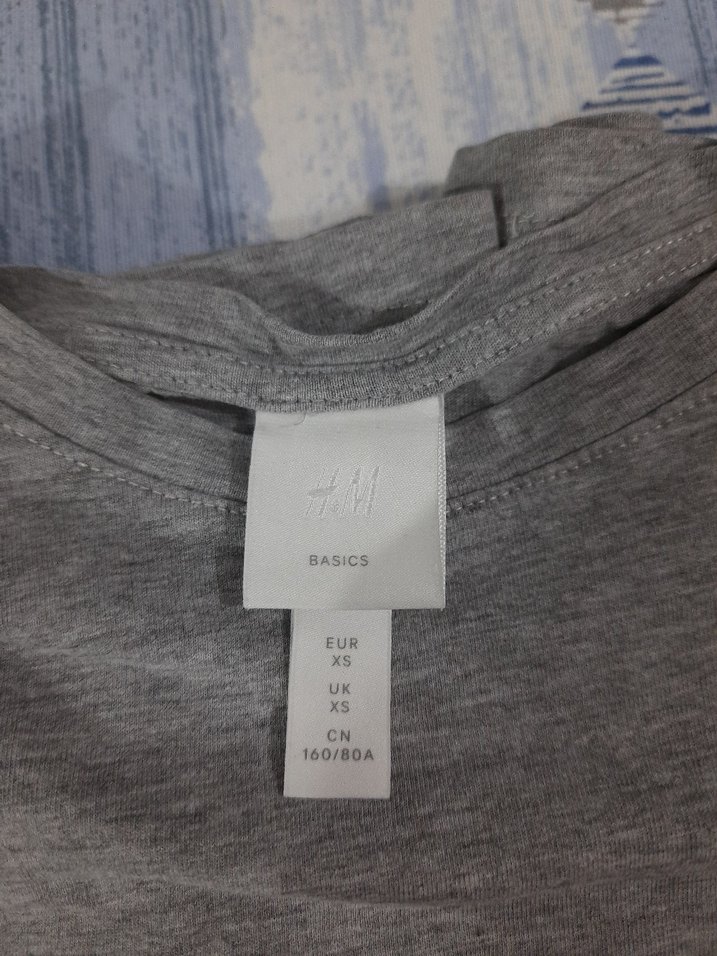 H&M
BASICS
EUR
XS
UK
XS
CN
160/80A